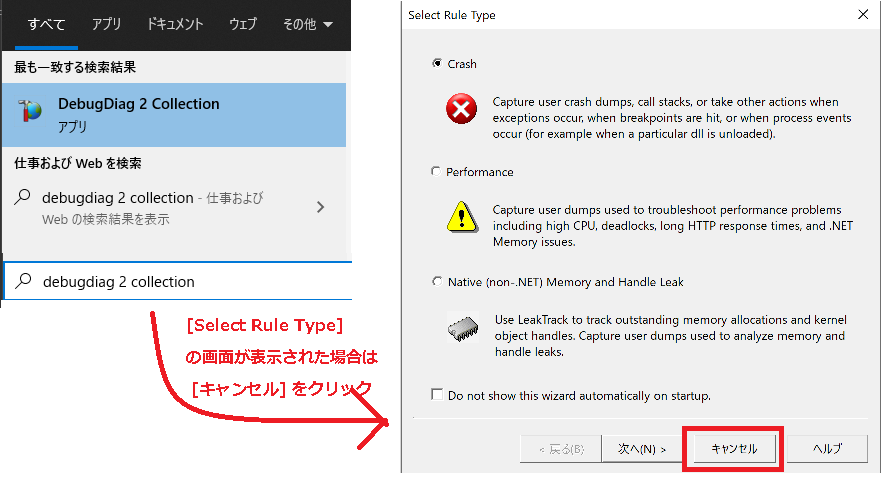 すべて アプリ ドキュメント ウェブ その他
最も一致する検索結果
DebugDiag 2 Collection
アプリ
仕事および Web を検索
debugdiag 2 collection - 仕事および
Web の検索結果を表示
debugdiag 2 collection
[Select Rule Type]
の画面が表示された場合は
[キャンセル] をクリック
Select Rule Type
Crash
Capture user crash dumps, call stacks, or take other actions when
exceptions occur, when breakpoints are hit, or when process events
occur (for example when a particular dll is unloaded).
Performance
Capture user dumps used to troubleshoot performance problems
including high CPU, deadlocks, long HTTP response times, and .NET
Memory issues.
Native (non-.NET) Memory and Handle Leak
Use LeakTrack to track outstanding memory allocations and kernel
object handles. Capture user dumps used to analyze memory and
handle leaks.
Do not show this wizard automatically on startup.
< 戻る(B) 次へ(N) > キャンセル ヘルプ